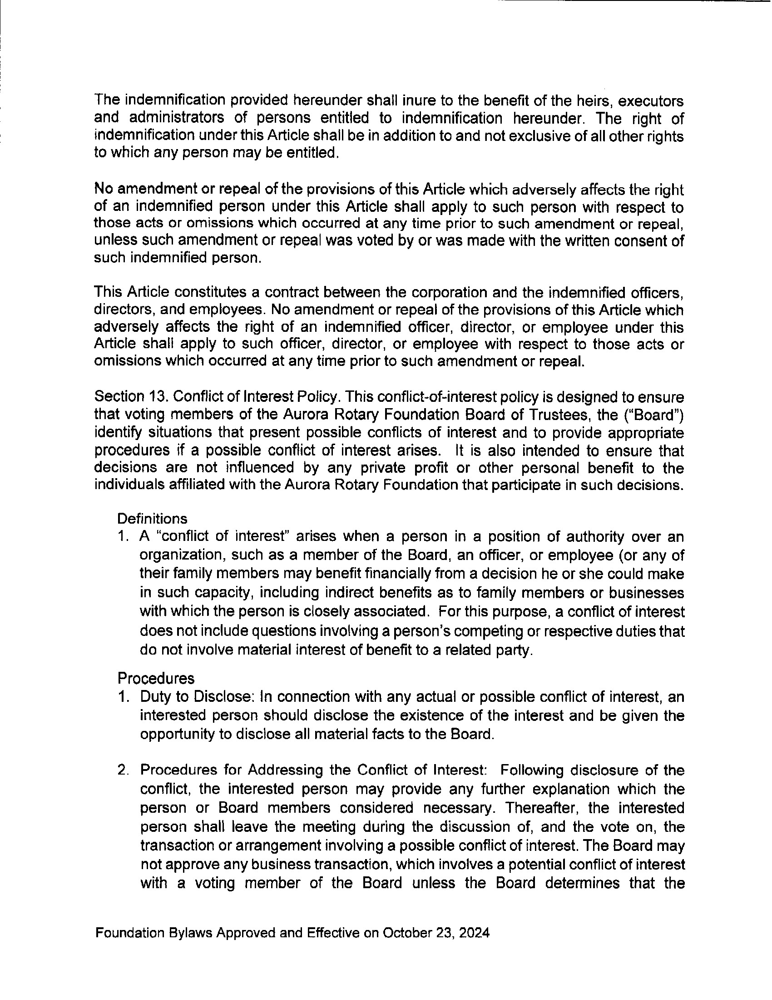 The indemnification provided hereunder shall inure to the benefit of the heirs, executors
and administrators of persons entitled to indemnification hereunder. The right of
indemnification under this Article shall be in addition to and not exclusive of all other rights
to which any person may be entitled.
No amendment or repeal of the provisions of this Article which adversely affects the right
of an indemnified person under this Article shall apply to such person with respect to
those acts or omissions which occurred at any time prior to such amendment or repeal,
unless such amendment or repeal was voted by or was made with the written consent of
such indemnified person.
This Article constitutes a contract between the corporation and the indemnified officers,
directors, and employees. No amendment or repeal of the provisions of this Article which
adversely affects the right of an indemnified officer, director, or employee under this
Article shall apply to such officer, director, or employee with respect to those acts or
omissions which occurred at any time prior to such amendment or repeal.
Section 13. Conflict of Interest Policy. This conflict-of-interest policy is designed to ensure
that voting members of the Aurora Rotary Foundation Board of Trustees, the (“Board”)
identify situations that present possible conflicts of interest and to provide appropriate
procedures if a possible conflict of interest arises. It is also intended to ensure that
decisions are not influenced by any private profit or other personal benefit to the
individuals affiliated with the Aurora Rotary Foundation that participate in such decisions.
Definitions
1. A “conflict of interest” arises when a person in a position of authority over an
organization, such as a member of the Board, an officer, or employee (or any of
their family members may benefit financially from a decision he or she could make
in such capacity, including indirect benefits as to family members or businesses
with which the person is closely associated. For this purpose, a conflict of interest
does not include questions involving a person’s competing or respective duties that
do not involve material interest of benefit to a related party.
Procedures
1. Duty to Disclose: In connection with any actual or possible conflict of interest, an
interested person should disclose the existence of the interest and be given the
opportunity to disclose all material facts to the Board.
2. Procedures for Addressing the Conflict of Interest: Following disclosure of the
conflict, the interested person may provide any further explanation which the
person or Board members considered necessary. Thereafter, the interested
person shall leave the meeting during the discussion of, and the vote on, the
transaction or arrangement involving a possible conflict of interest. The Board may
not approve any business transaction, which involves a potential conflict of interest
with a voting member of the Board unless the Board determines that the
Foundation Bylaws Approved and Effective on October 23, 2024